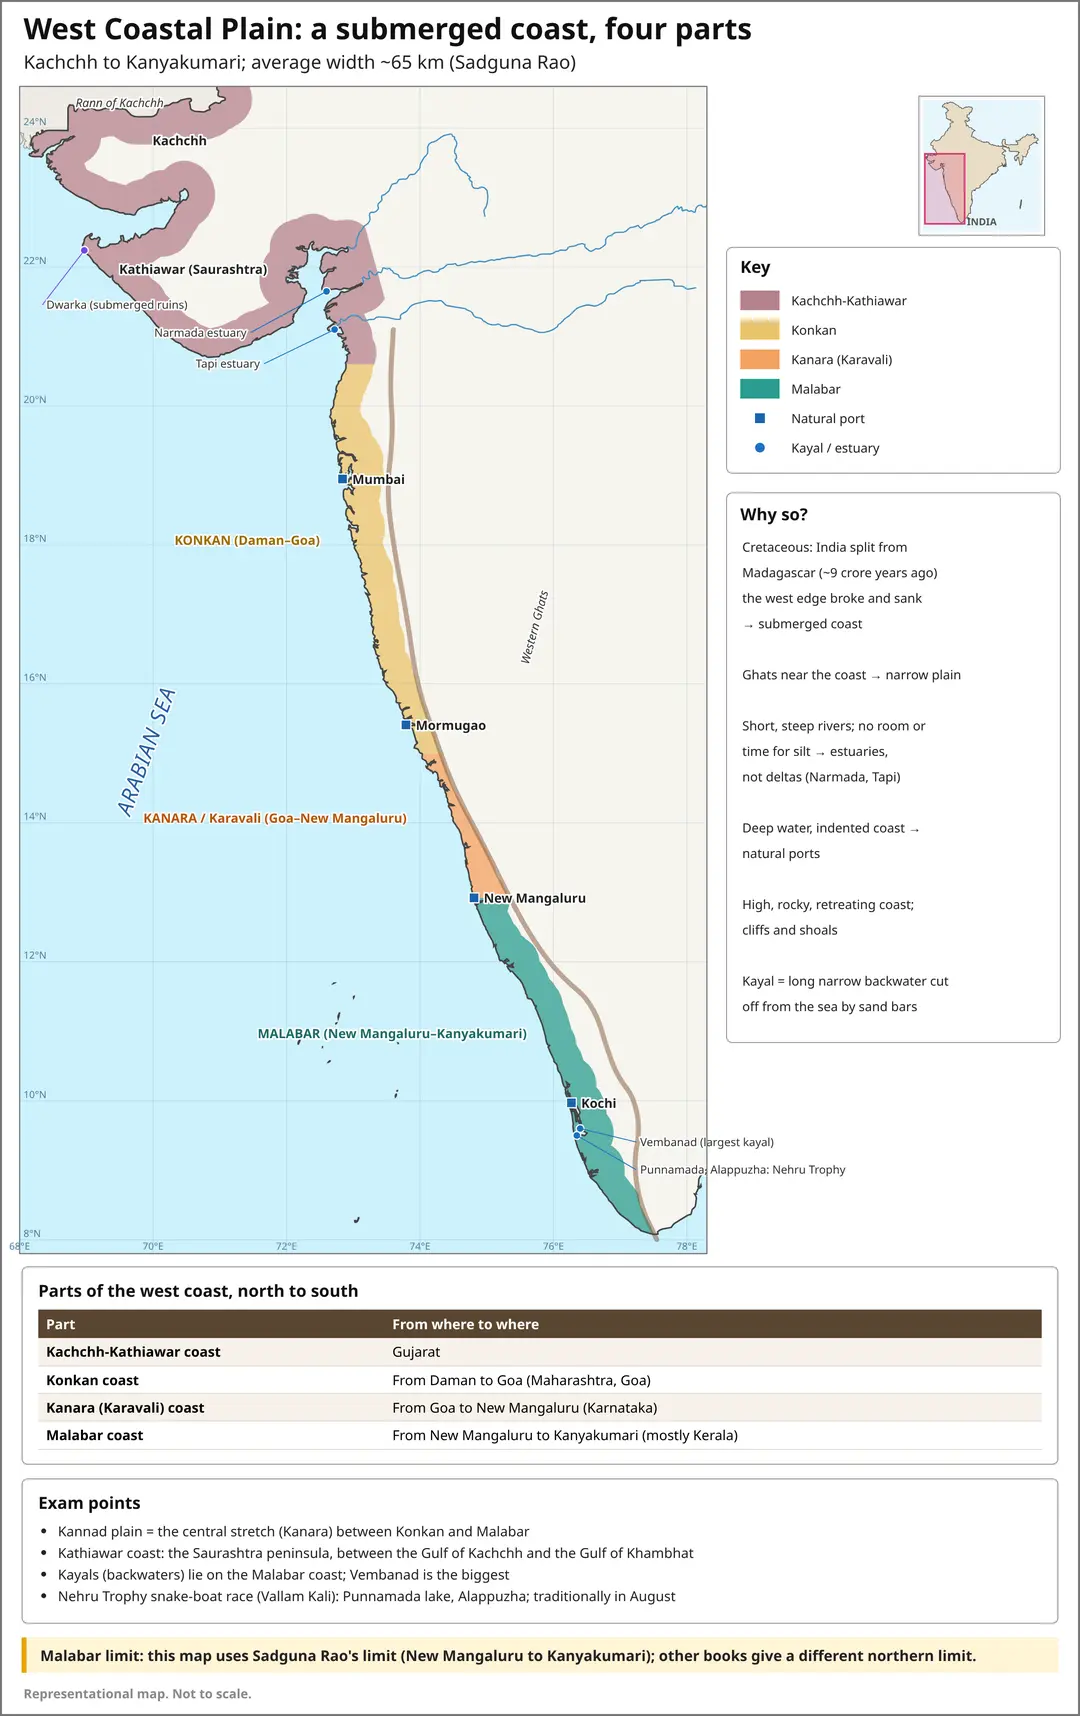 West Coastal Plain: a submerged coast, four parts
Kachchh to Kanyakumari; average width ~65 km (Sadguna Rao)
Rann of Kachchh
24°N
Kachchh
INDIA
22°N
Kathiawar (Saurashtra)
Dwarka (submerged ruins)
Narmada estuary
Tapi estuary
20°N
Mumbai
18°N
KONKAN (Daman–Goa)
Western Ghats
16°N
ARABIAN SEA
Mormugao
14°N
KANARA / Karavali (Goa–New Mangaluru)
New Mangaluru
12°N
MALABAR (New Mangaluru–Kanyakumari)
10°N
Kochi
Vembanad (largest kayal)
Punnamada, Alappuzha: Nehru Trophy
8°N
68°E
70°E
72°E
74°E
76°E
78°E
Key
Kachchh-Kathiawar
Konkan
Kanara (Karavali)
Malabar
Natural port
Kayal / estuary
Why so?
Cretaceous: India split from
Madagascar (~9 crore years ago)
the west edge broke and sank
→ submerged coast
Ghats near the coast → narrow plain
Short, steep rivers; no room or
time for silt → estuaries,
not deltas (Narmada, Tapi)
Deep water, indented coast →
natural ports
High, rocky, retreating coast;
cliffs and shoals
Kayal = long narrow backwater cut
off from the sea by sand bars
Parts of the west coast, north to south
Part From where to where
Kachchh-Kathiawar coast Gujarat
Konkan coast From Daman to Goa (Maharashtra, Goa)
Kanara (Karavali) coast From Goa to New Mangaluru (Karnataka)
Malabar coast From New Mangaluru to Kanyakumari (mostly Kerala)
Exam points
• Kannad plain = the central stretch (Kanara) between Konkan and Malabar
• Kathiawar coast: the Saurashtra peninsula, between the Gulf of Kachchh and the Gulf of Khambhat
• Kayals (backwaters) lie on the Malabar coast; Vembanad is the biggest
• Nehru Trophy snake-boat race (Vallam Kali): Punnamada lake, Alappuzha; traditionally in August
Malabar limit: this map uses Sadguna Rao's limit (New Mangaluru to Kanyakumari); other books give a different northern limit.
Representational map. Not to scale.